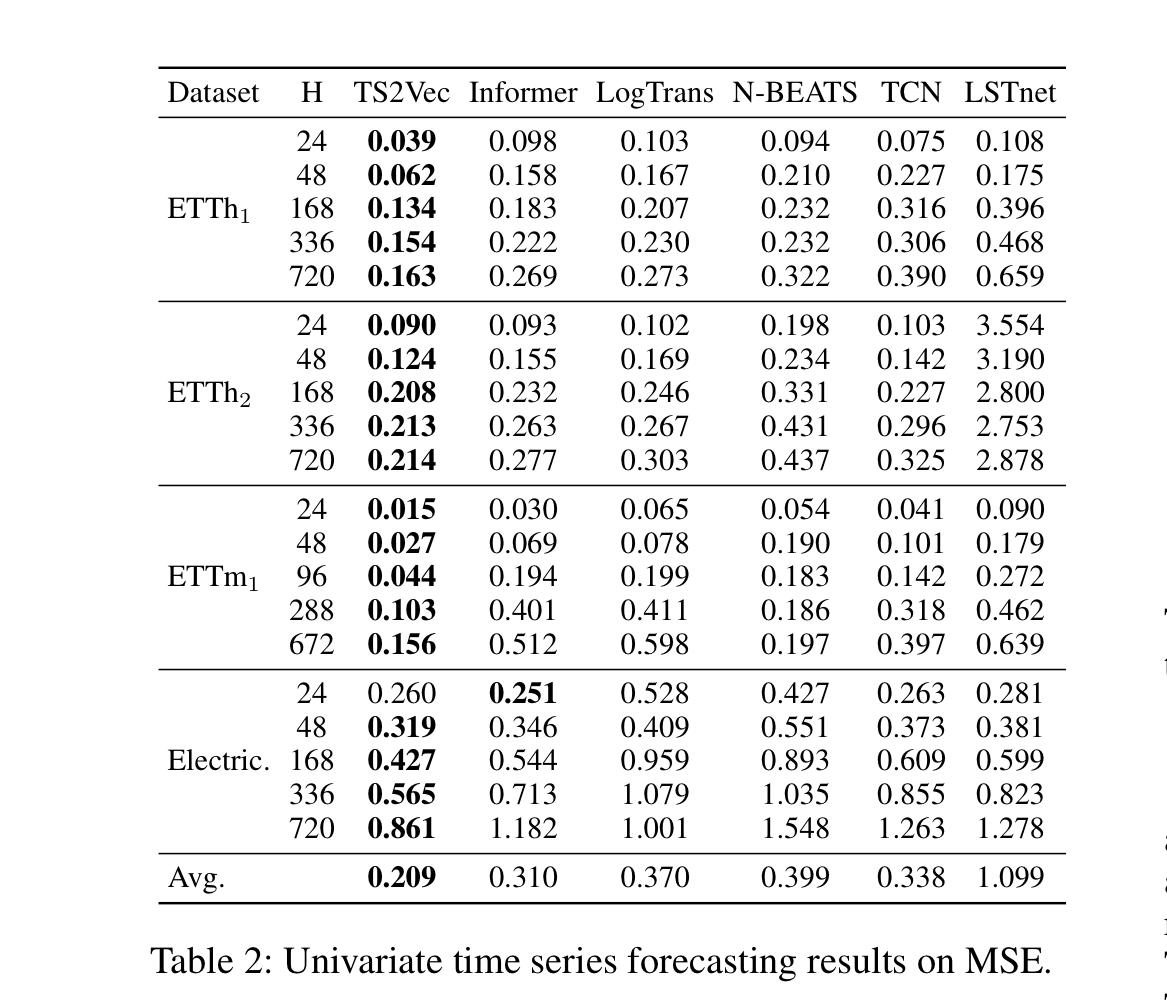 Dataset H TS2Vec Informer LogTrans N-BEATS TCN LSTnet
24 0.039 0.098 0.103 0.094 0.075 0.108
48 0.062 0.158 0.167 0.210 0.227 0.175
ETTh₁ 168 0.134 0.183 0.207 0.232 0.316 0.396
336 0.154 0.222 0.230 0.232 0.306 0.468
720 0.163 0.269 0.273 0.322 0.390 0.659
24 0.090 0.093 0.102 0.198 0.103 3.554
48 0.124 0.155 0.169 0.234 0.142 3.190
ETTh₂ 168 0.208 0.232 0.246 0.331 0.227 2.800
336 0.213 0.263 0.267 0.431 0.296 2.753
720 0.214 0.277 0.303 0.437 0.325 2.878
24 0.015 0.030 0.065 0.054 0.041 0.090
48 0.027 0.069 0.078 0.190 0.101 0.179
ETTm₁ 96 0.044 0.194 0.199 0.183 0.142 0.272
288 0.103 0.401 0.411 0.186 0.318 0.462
672 0.156 0.512 0.598 0.197 0.397 0.639
24 0.260 0.251 0.528 0.427 0.263 0.281
48 0.319 0.346 0.409 0.551 0.373 0.381
Electric. 168 0.427 0.544 0.959 0.893 0.609 0.599
336 0.565 0.713 1.079 1.035 0.855 0.823
720 0.861 1.182 1.001 1.548 1.263 1.278
Avg. 0.209 0.310 0.370 0.399 0.338 1.099
Table 2: Univariate time series forecasting results on MSE.